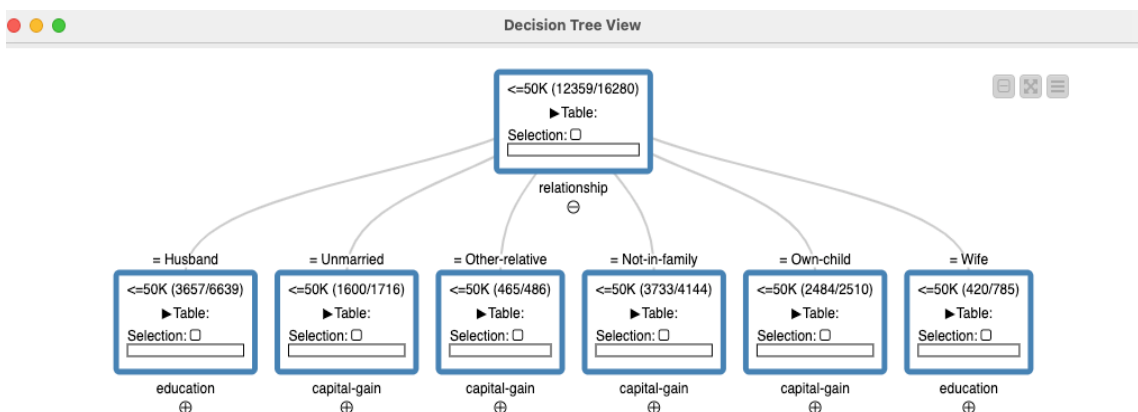 Decision Tree View
<=50K (12359/16280)
▶Table:
Selection:
relationship
= Husband
= Unmarried
= Other-relative
= Not-in-family
= Own-child
= Wife
<=50K (3657/6639)
<=50K (1600/1716)
<=50K (465/486)
<=50K (3733/4144)
<=50K (2484/2510)
<=50K (420/785)
▶Table:
▶Table:
▶Table:
▶Table:
▶Table:
▶Table:
Selection:
Selection:
Selection:
Selection:
Selection:
Selection:
education
capital-gain
capital-gain
capital-gain
capital-gain
education